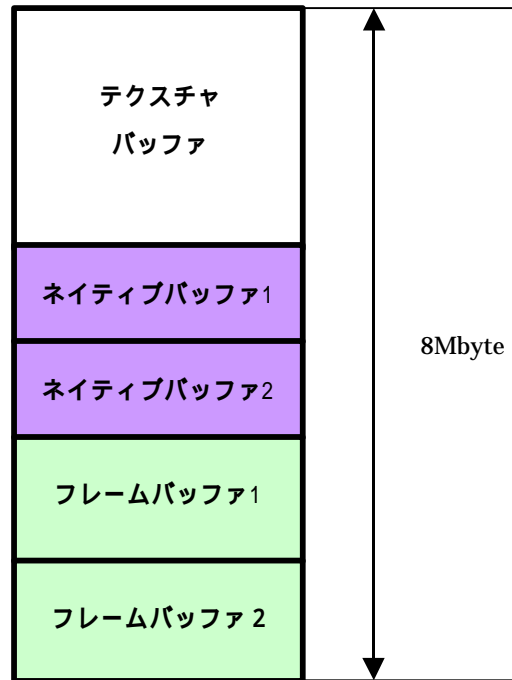 テクスチャ
バッファ
ネイティブバッファ1
ネイティブバッファ2
8Mbyte
フレームバッファ1
フレームバッファ 2